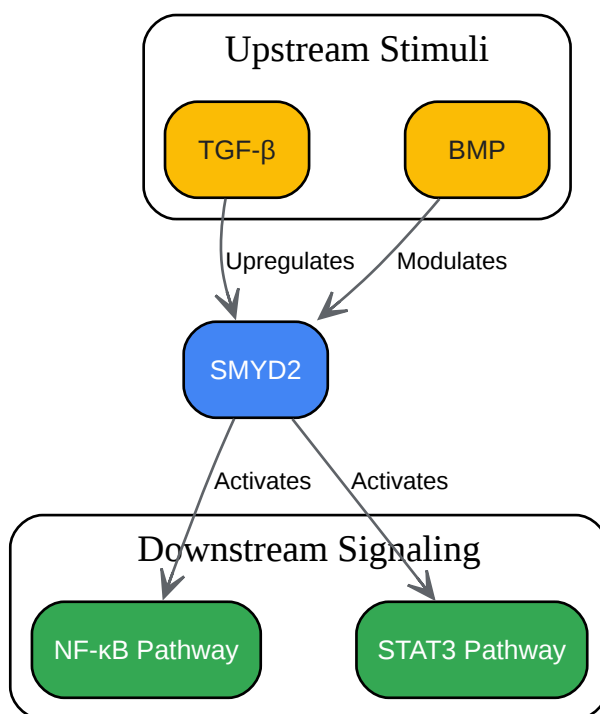 Upstream Stimuli
TGF-β
BMP
Upregulates
Modulates
SMYD2
Activates
Activates
Downstream Signaling
NF-κB Pathway
STAT3 Pathway